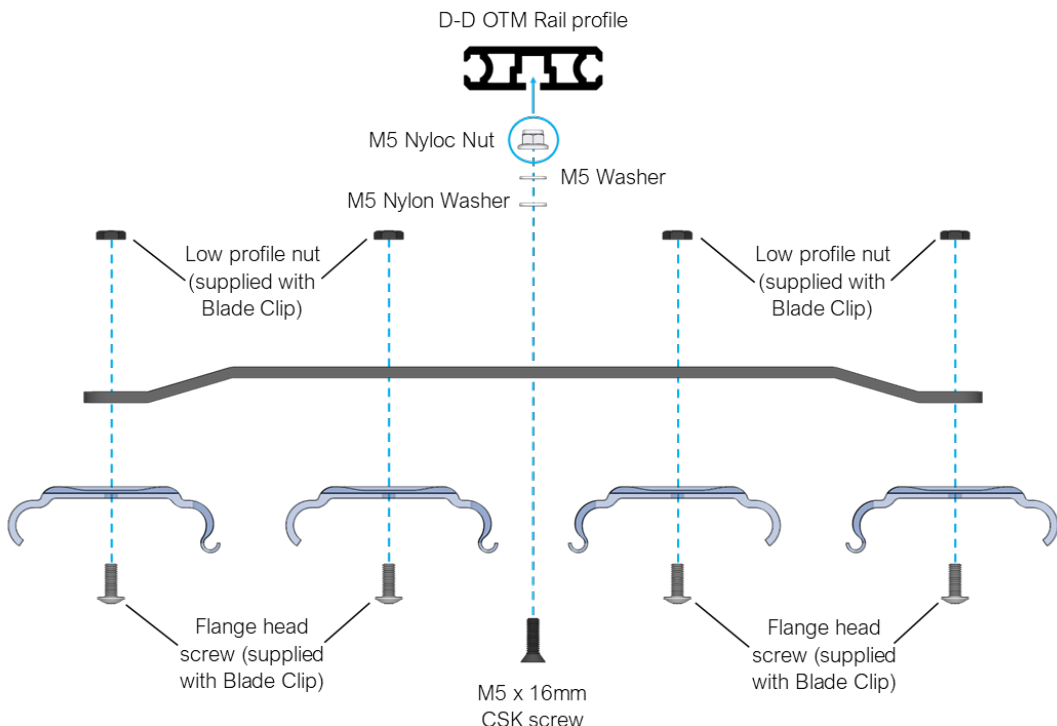 D-D OTM Rail profile
M5 Nyloc Nut
M5 Washer
M5 Nylon Washer
Low profile nut
(supplied with
Blade Clip)
Low profile nut
(supplied with
Blade Clip)
Flange head
screw (supplied
with Blade Clip)
Flange head
screw (supplied
with Blade Clip)
M5 x 16mm
CSK screw